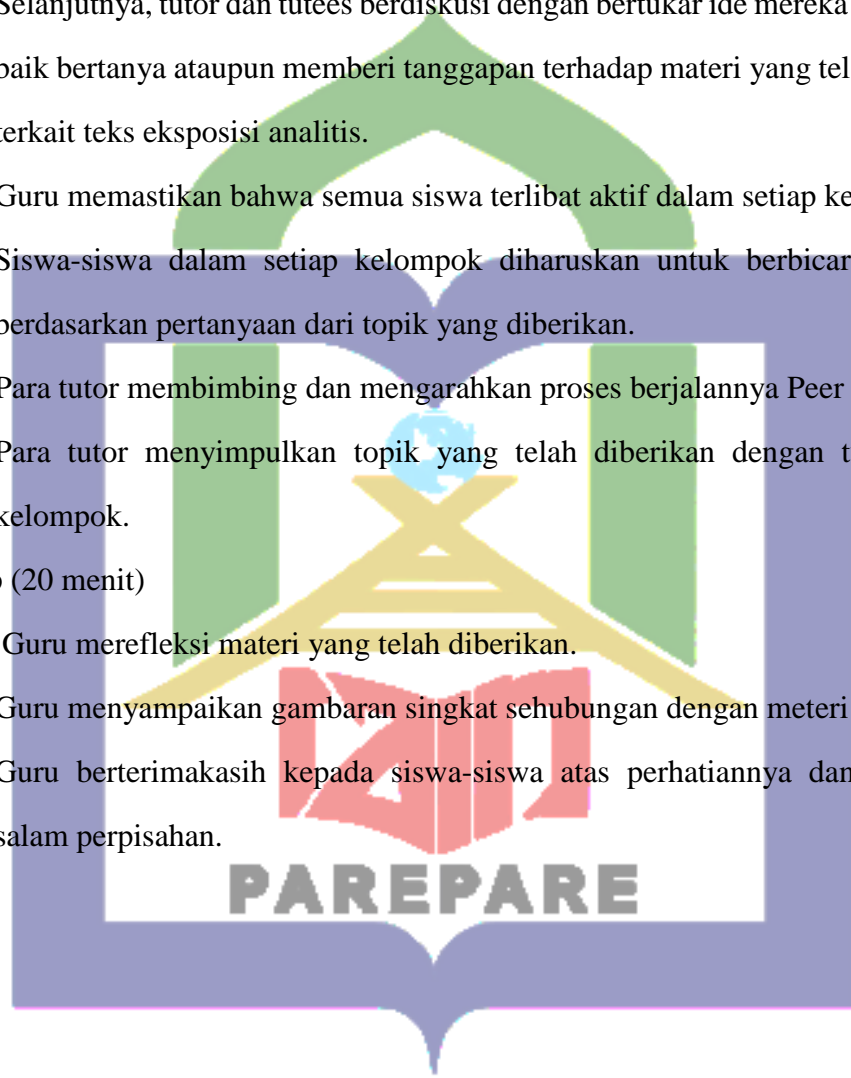 Selanjutnya, tutor dan tutees berdiskusi dengan bertukar ide mereka
baik bertanya ataupun memberi tanggapan terhadap materi yang tel
terkait teks eksposisi analitis.
Guru memastikan bahwa semua siswa terlibat aktif dalam setiap ke
Siswa-siswa dalam setiap kelompok diharuskan untuk berbicar
berdasarkan pertanyaan dari topik yang diberikan.
Para tutor membimbing dan mengarahkan proses berjalannya Peer
Para tutor menyimpulkan topik yang telah diberikan dengan t
kelompok.
(20 menit)
Guru merefleksi materi yang telah diberikan.
Guru menyampaikan gambaran singkat sehubungan dengan meteri
Guru berterimakasih kepada siswa-siswa atas perhatiannya dan
salam perpisahan.
PAREPARE